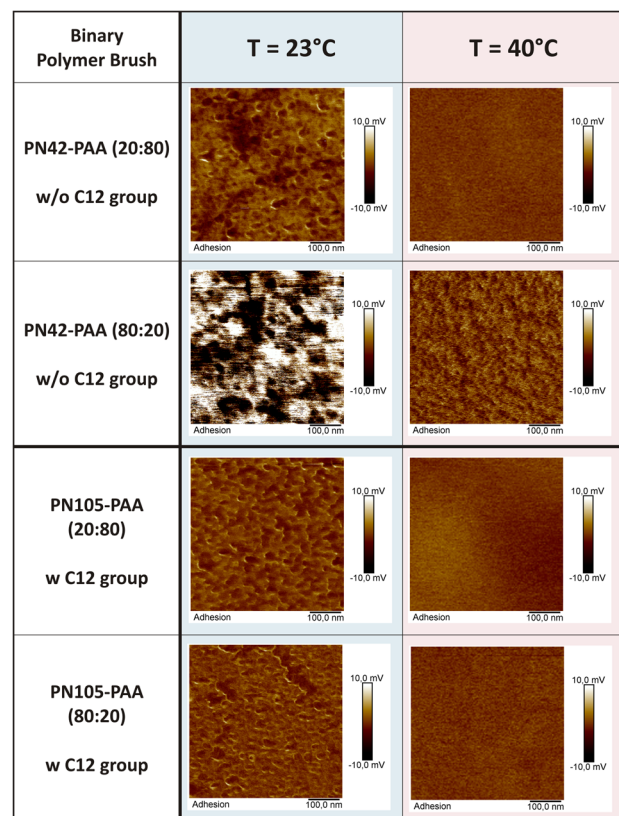 Binary
Polymer Brush
T = 23°C
T = 40°C
PN42-PAA (20:80)
w/o C12 group
10,0 mV
-10,0 mV
Adhesion
100,0 nm
10,0 mV
-10,0 mV
Adhesion
100,0 nm
PN42-PAA (80:20)
w/o C12 group
10,0 mV
-10,0 mV
Adhesion
100,0 nm
10,0 mV
-10,0 mV
Adhesion
100,0 nm
PN105-PAA
(20:80)
w C12 group
10,0 mV
-10,0 mV
Adhesion
100,0 nm
10,0 mV
-10,0 mV
Adhesion
100,0 nm
PN105-PAA
(80:20)
w C12 group
10,0 mV
-10,0 mV
Adhesion
100,0 nm
10,0 mV
-10,0 mV
Adhesion
100,0 nm